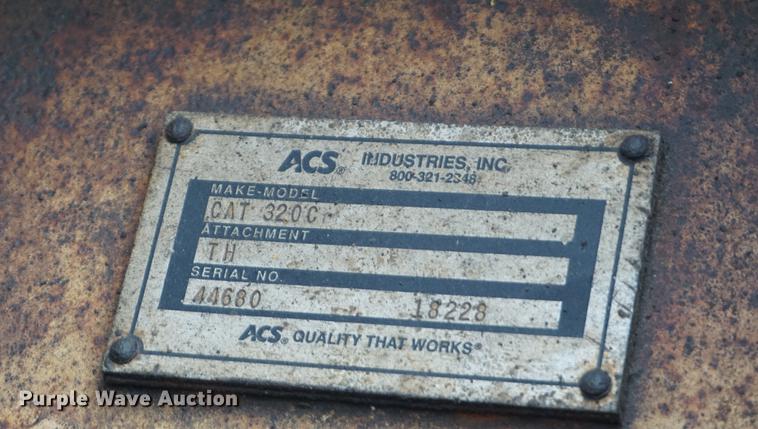 ACS® INDUSTRIES, INC.
800-321-2348
MAKE-MODEL
CAT 320C
ATTACHMENT
TH
SERIAL NO.
44680 18228
ACS® QUALITY THAT WORKS®
Purple Wave Auction